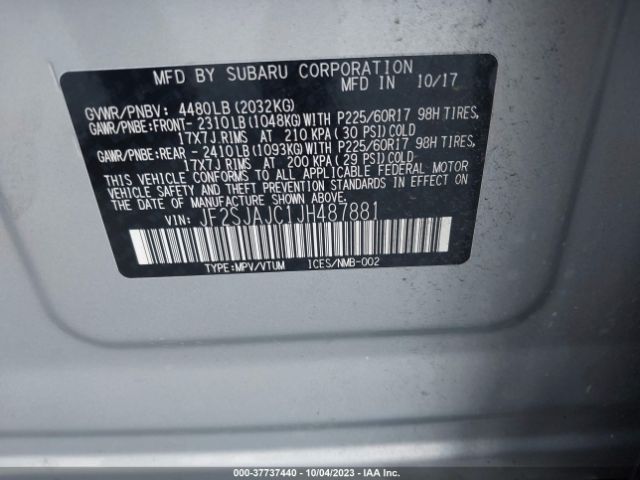 MFD BY SUBARU CORPORATION
MFD IN 10/17
GVWR/PNBV: 4480LB (2032KG)
GAWR/PNBE:FRONT- 2310LB (1048KG) WITH P225/60R17 98H TIRES,
17X7J RIMS AT 210 KPA (30 PSI) COLD
GAWR/PNBE:REAR - 2410LB (1093KG) WITH P225/60R17 98H TIRES,
17X7J RIMS AT 200 KPA (29 PSI) COLD
THIS VEHICLE CONFORMS TO ALL APPLICABLE FEDERAL MOTOR
VEHICLE SAFETY AND THEFT PREVENTION STANDARDS IN EFFECT ON
THE DATE OF MANUFACTURE SHOWN ABOVE.
VIN: JF2SJAJC1JH487881
TYPE:MPV/VTUM ICES/NMB-002
000-37737440 - 10/04/2023 - IAA Inc.